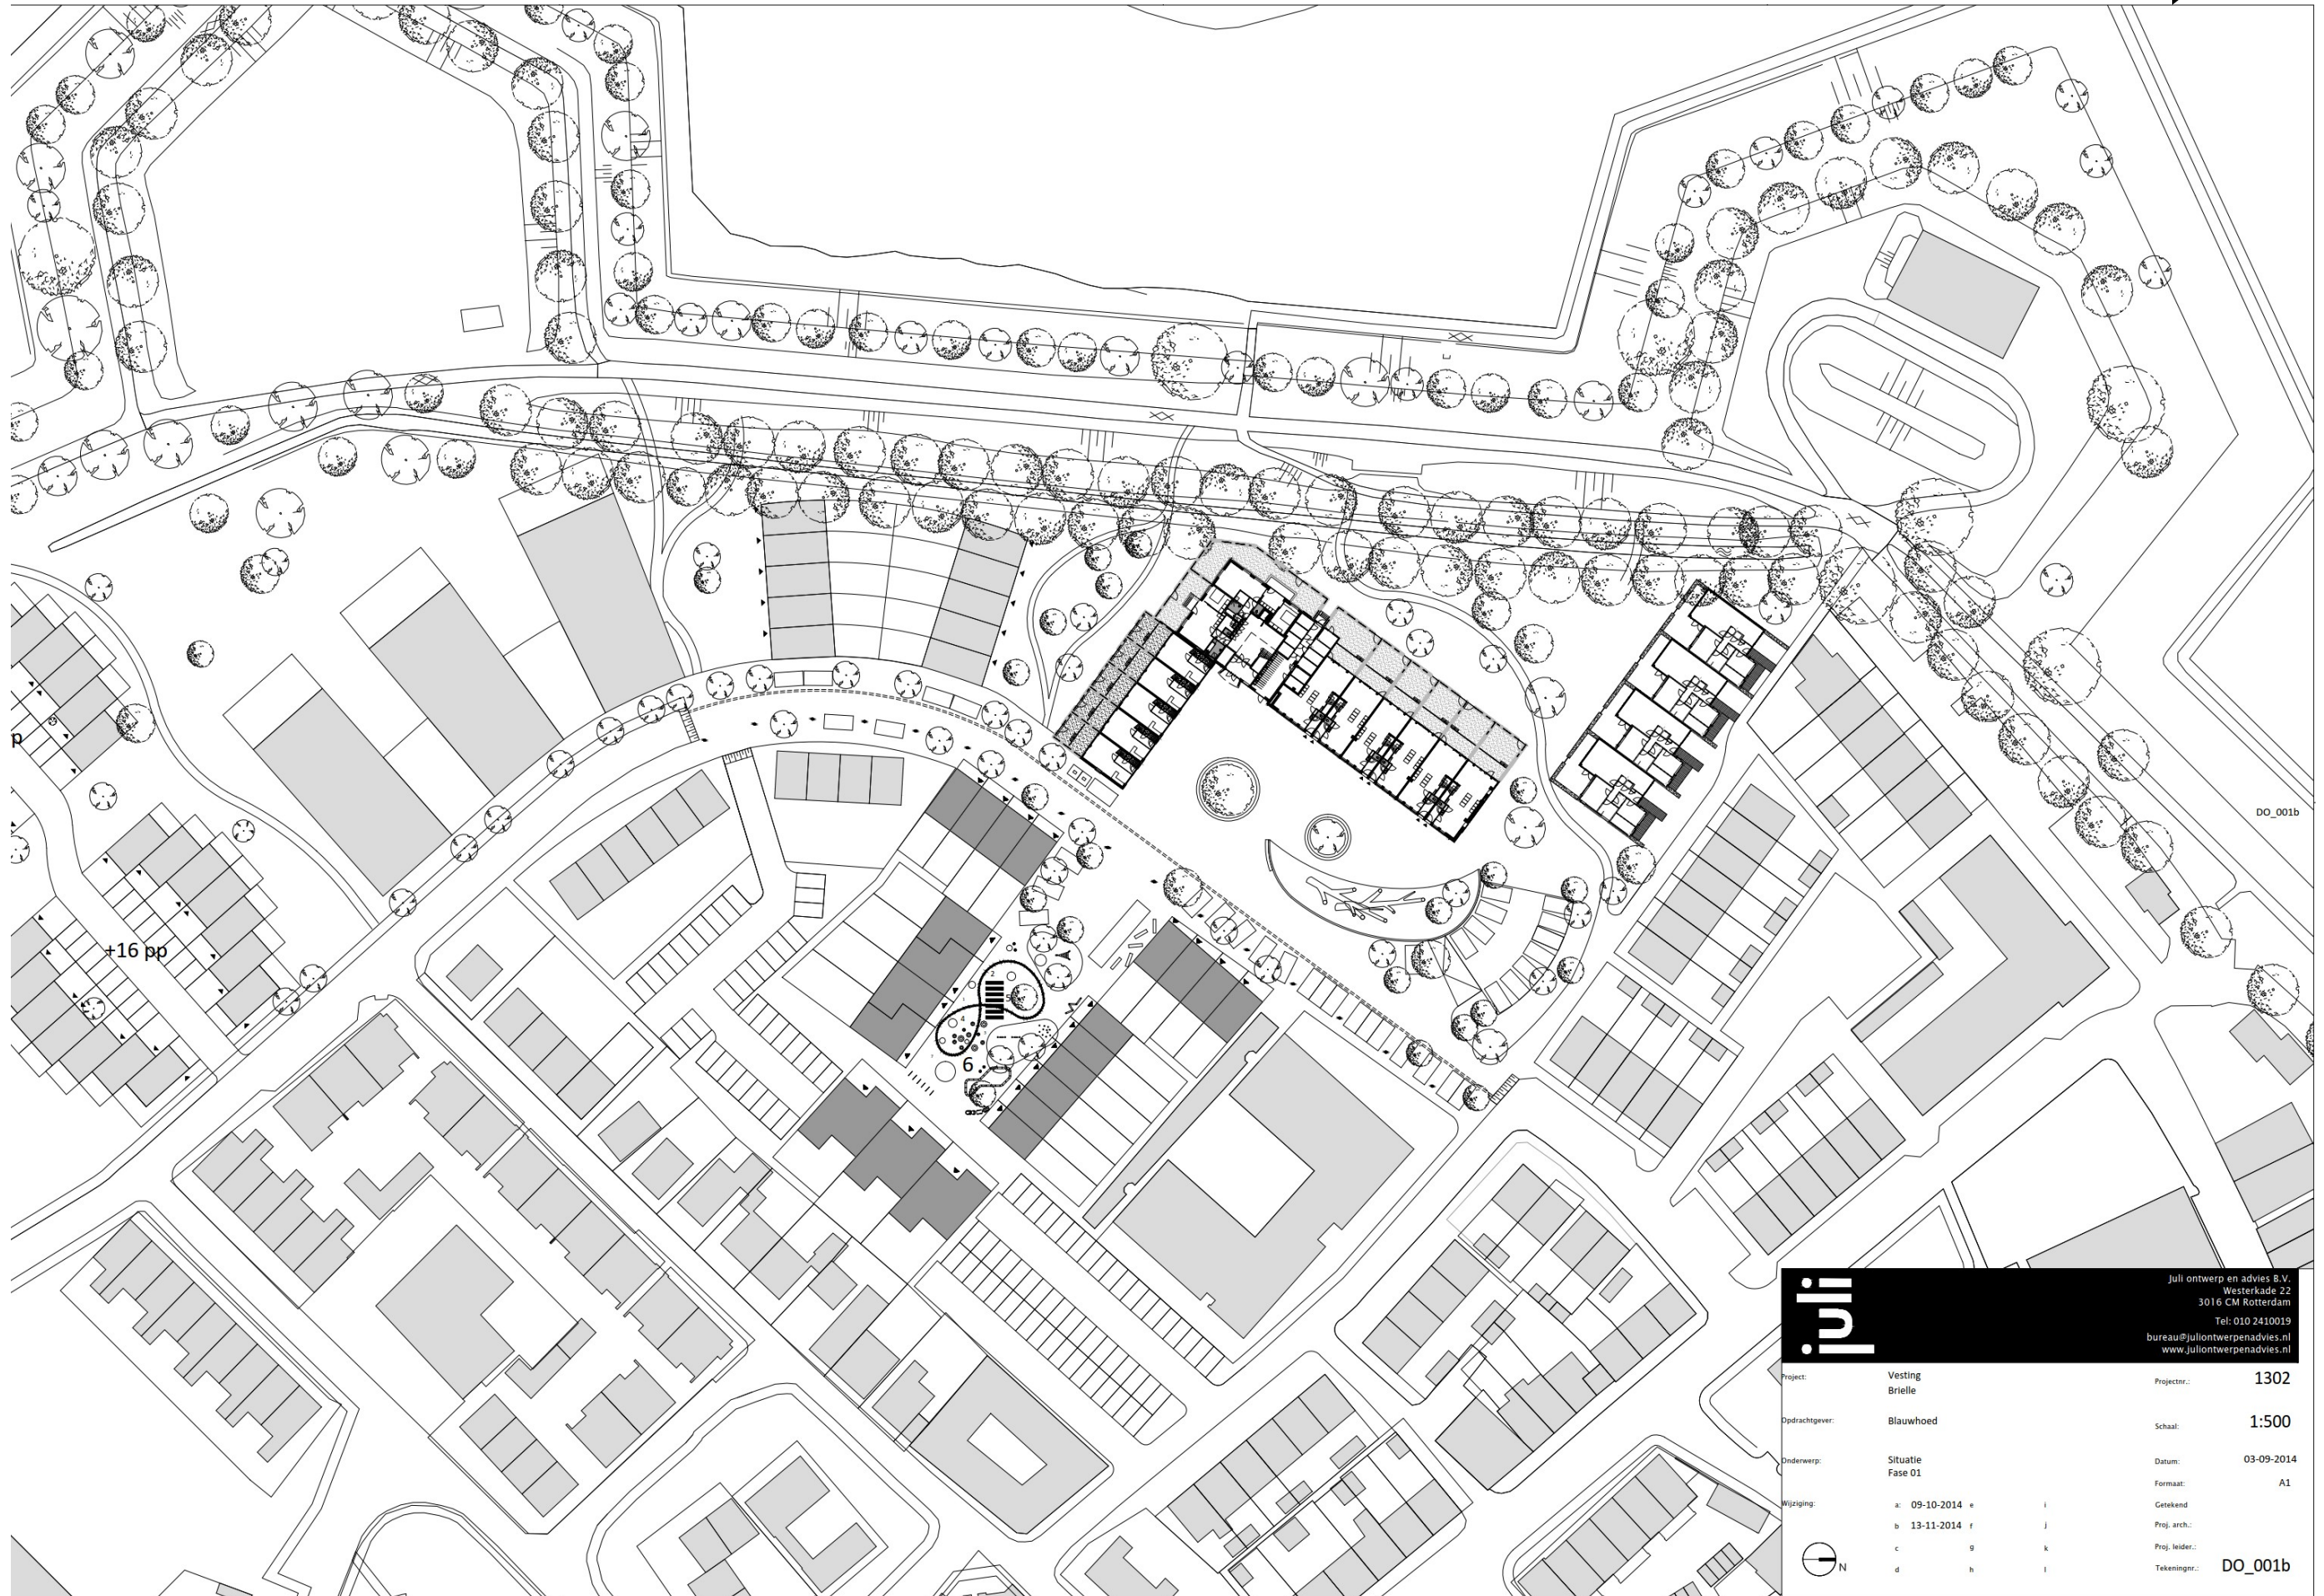 DO_001b
p
+16 pp
2
4
6
juli
Juli ontwerp en advies B.V.
Westerkade 22
3016 CM Rotterdam
Tel: 010 2410019
bureau@juliontwerpenadvies.nl
www.juliontwerpenadvies.nl
Project: Vesting Projectnr.: 1302
Brielle
Opdrachtgever: Blauwhoed Schaal: 1:500
Onderwerp: Situatie Datum: 03-09-2014
Fase 01
Formaat: A1
Wijziging: a: 09-10-2014 e i Getekend
b 13-11-2014 f j Proj. arch.:
c g k Proj. leider.:
N d h l Tekeningnr.: DO_001b